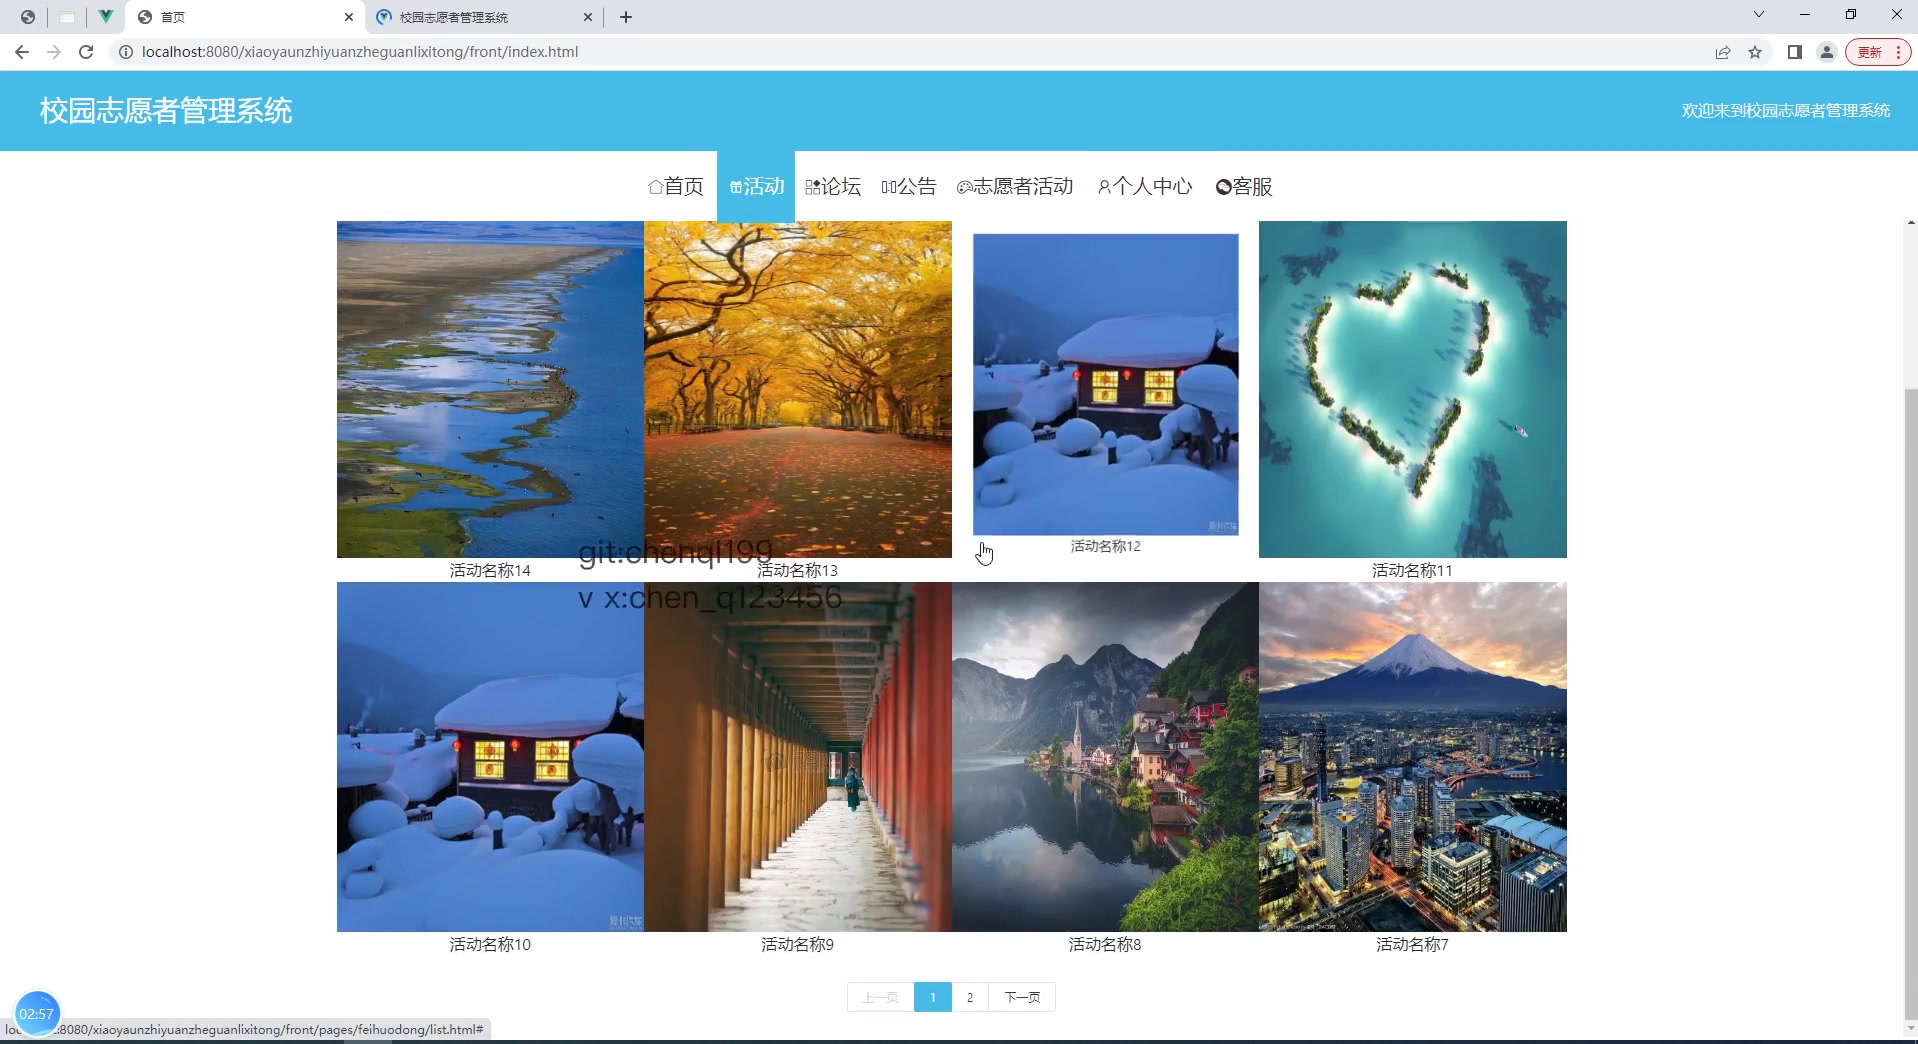 首页
校园志愿者管理系统
localhost:8080/xiaoyaunzhiyuanzheguanlixitong/front/index.html
更新
校园志愿者管理系统
欢迎来到校园志愿者管理系统
首页
活动
论坛
公告
志愿者活动
个人中心
客服
活动名称14
活动名称13
活动名称12
活动名称11
git:chenqi199
v x:chen_q123456
活动名称10
活动名称9
活动名称8
活动名称7
上一页
1
2
下一页
02:57
:8080/xiaoyaunzhiyuanzheguanlixitong/front/pages/feihuodong/list.html#